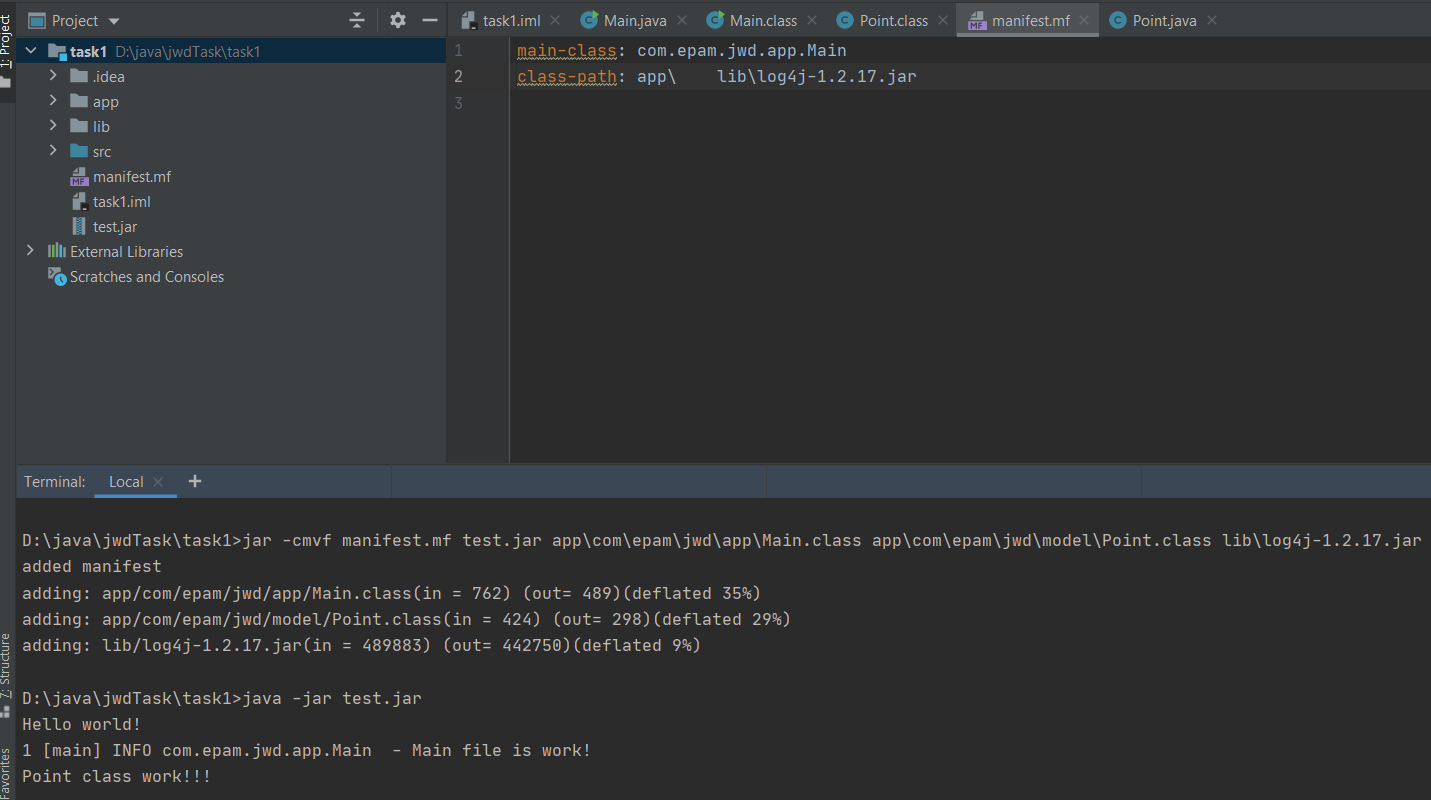 Project
task1.iml
Main.java
Main.class
Point.class
manifest.mf
Point.java
1: Project
task1 D:\java\jwdTask\task1
.idea
app
lib
src
manifest.mf
task1.iml
test.jar
External Libraries
Scratches and Consoles
1 main-class: com.epam.jwd.app.Main
2 class-path: app\    lib\log4j-1.2.17.jar
3
Terminal: Local +
D:\java\jwdTask\task1>jar -cmvf manifest.mf test.jar app\com\epam\jwd\app\Main.class app\com\epam\jwd\model\Point.class lib\log4j-1.2.17.jar
added manifest
adding: app/com/epam/jwd/app/Main.class(in = 762) (out= 489)(deflated 35%)
adding: app/com/epam/jwd/model/Point.class(in = 424) (out= 298)(deflated 29%)
adding: lib/log4j-1.2.17.jar(in = 489883) (out= 442750)(deflated 9%)
D:\java\jwdTask\task1>java -jar test.jar
Hello world!
1 [main] INFO com.epam.jwd.app.Main  - Main file is work!
Point class work!!!
7: Structure
Favorites